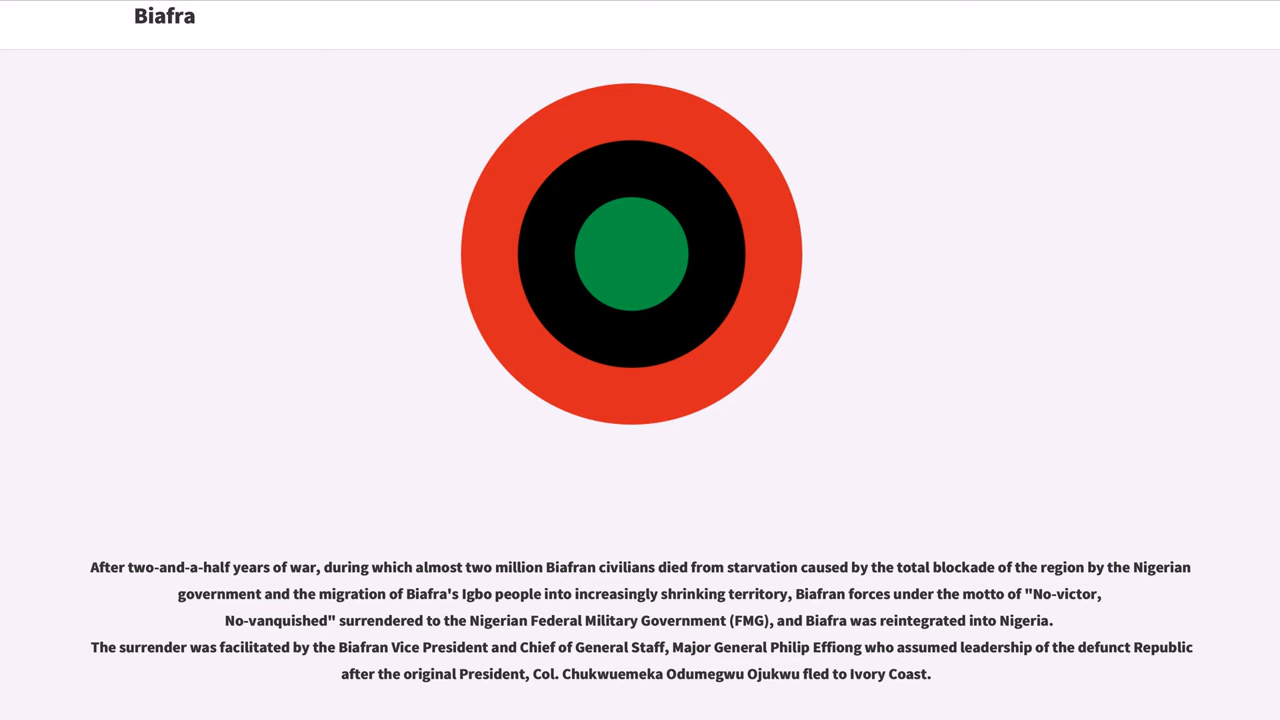 Biafra
After two-and-a-half years of war, during which almost two million Biafran civilians died from starvation caused by the total blockade of the region by the Nigerian
government and the migration of Biafra's Igbo people into increasingly shrinking territory, Biafran forces under the motto of "No-victor,
No-vanquished" surrendered to the Nigerian Federal Military Government (FMG), and Biafra was reintegrated into Nigeria.
The surrender was facilitated by the Biafran Vice President and Chief of General Staff, Major General Philip Effiong who assumed leadership of the defunct Republic
after the original President, Col. Chukwuemeka Odumegwu Ojukwu fled to Ivory Coast.